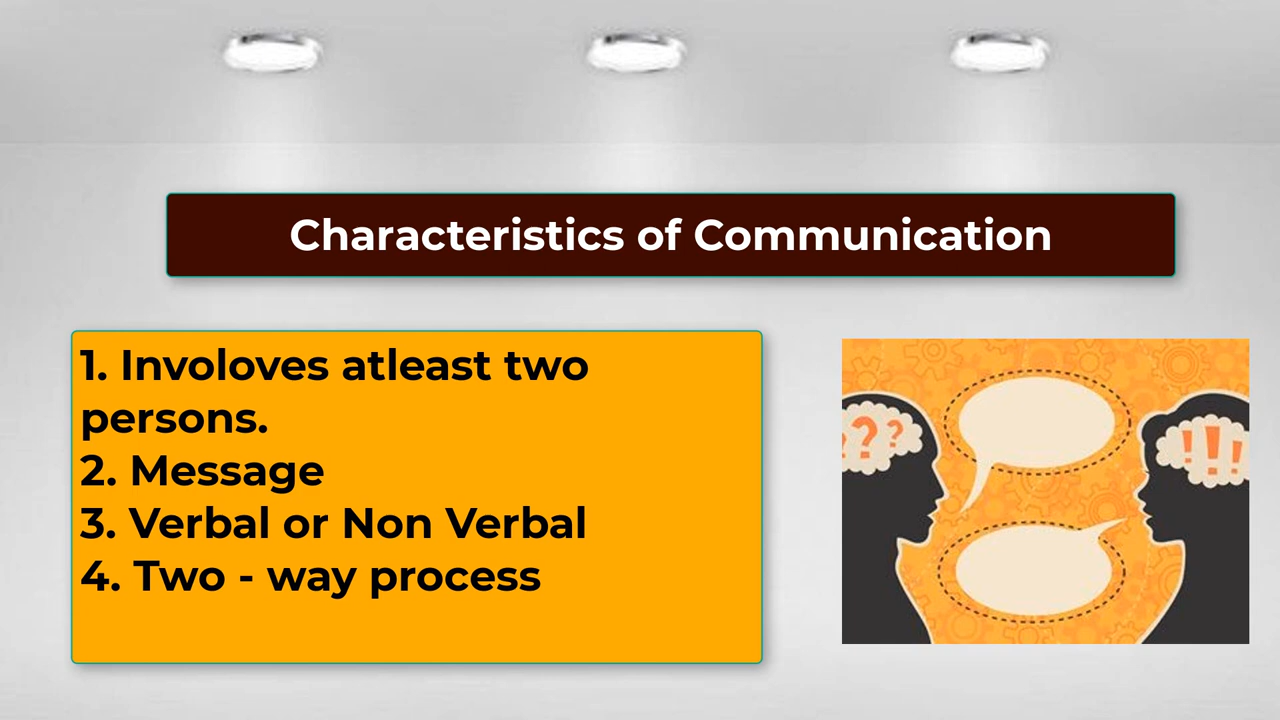 Characteristics of Communication
1. Involoves atleast two
persons.
2. Message
3. Verbal or Non Verbal
4. Two - way process
???
!!!